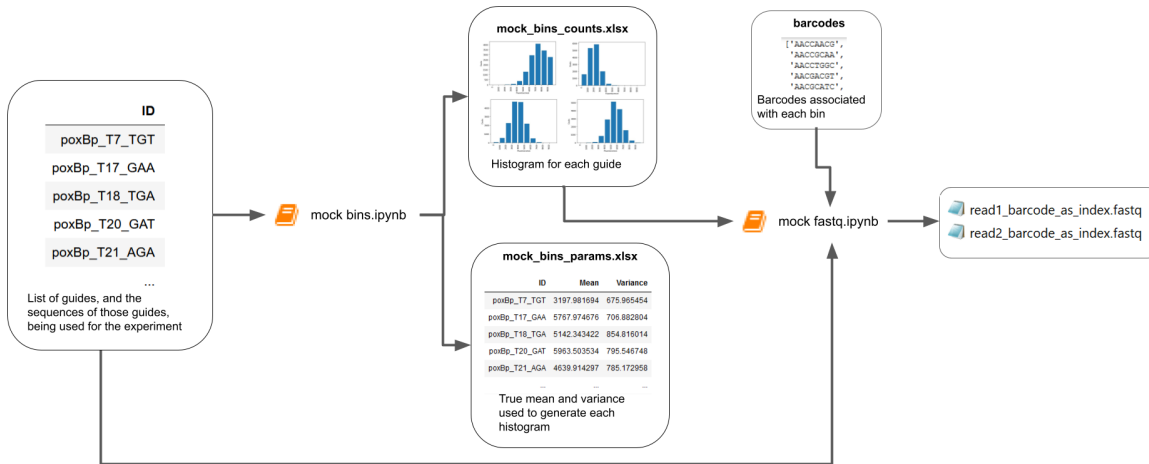 ID
poxBp_T7_TGT
poxBp_T17_GAA
poxBp_T18_TGA
poxBp_T20_GAT
poxBp_T21_AGA
...
List of guides, and the
sequences of those guides,
being used for the experiment
mock bins.ipynb
mock_bins_counts.xlsx
Histogram for each guide
mock_bins_params.xlsx
ID Mean Variance
poxBp_T7_TGT 3197.981694 675.965454
poxBp_T17_GAA 5767.974676 706.882804
poxBp_T18_TGA 5142.343422 854.816014
poxBp_T20_GAT 5963.503534 795.546748
poxBp_T21_AGA 4639.914297 785.172958
... ... ...
True mean and variance
used to generate each
histogram
barcodes
['AACCAACG',
'AACCGCAA',
'AACCTGGC',
'AACGACGT',
'AACGCATC',
Barcodes associated
with each bin
mock fastq.ipynb
read1_barcode_as_index.fastq
read2_barcode_as_index.fastq